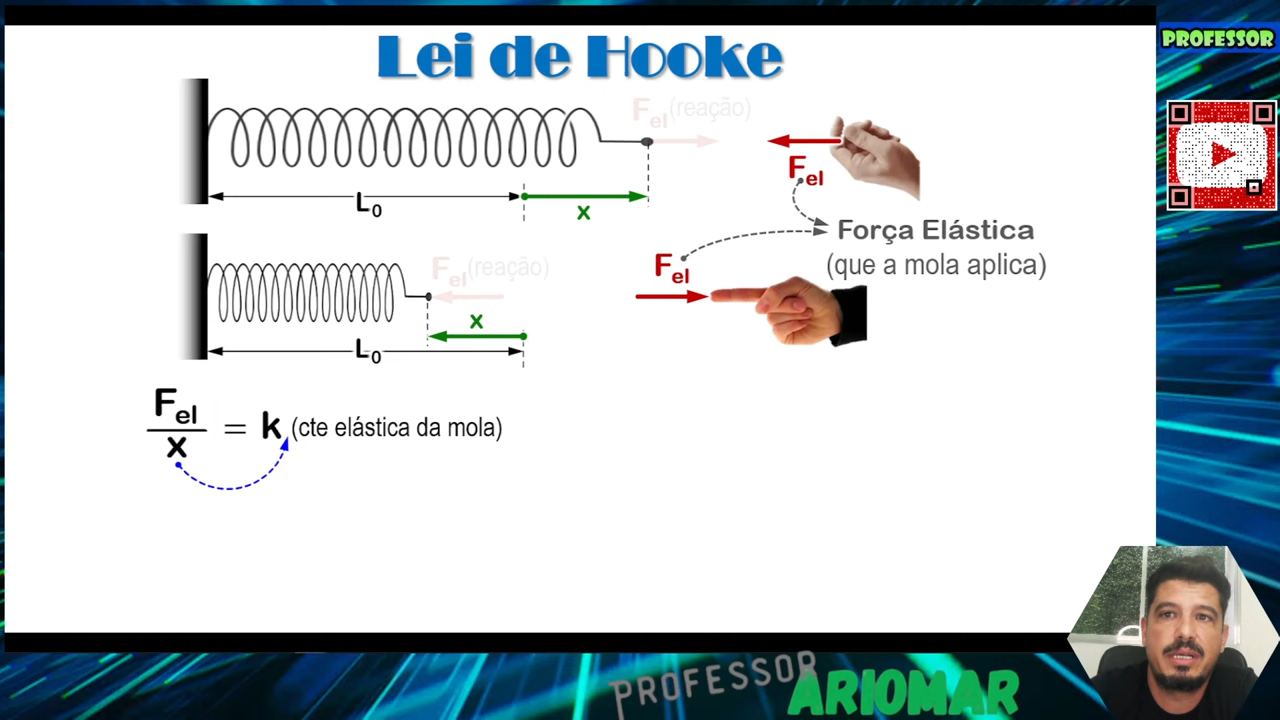 Lei de Hooke
PROFESSOR
Fel (reação)
Fel
L0
x
Força Elástica
(que a mola aplica)
Fel (reação)
Fel
x
L0
Fel
x
= k (cte elástica da mola)
PROFESSOR
ARIOMAR